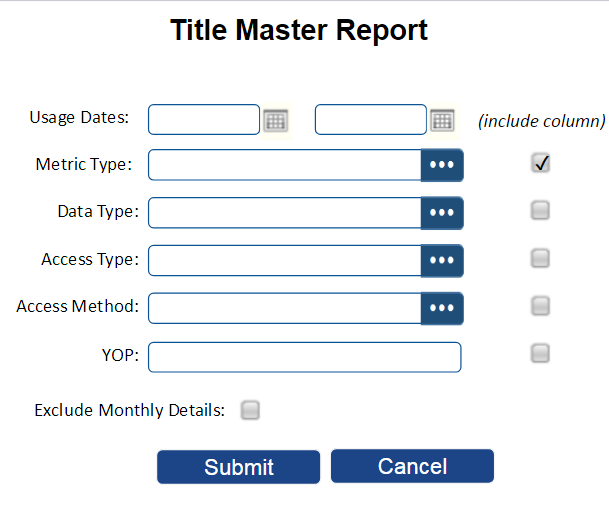 Title Master Report
Usage Dates: (include column)
Metric Type:
Data Type:
Access Type:
Access Method:
YOP:
Exclude Monthly Details:
Submit Cancel